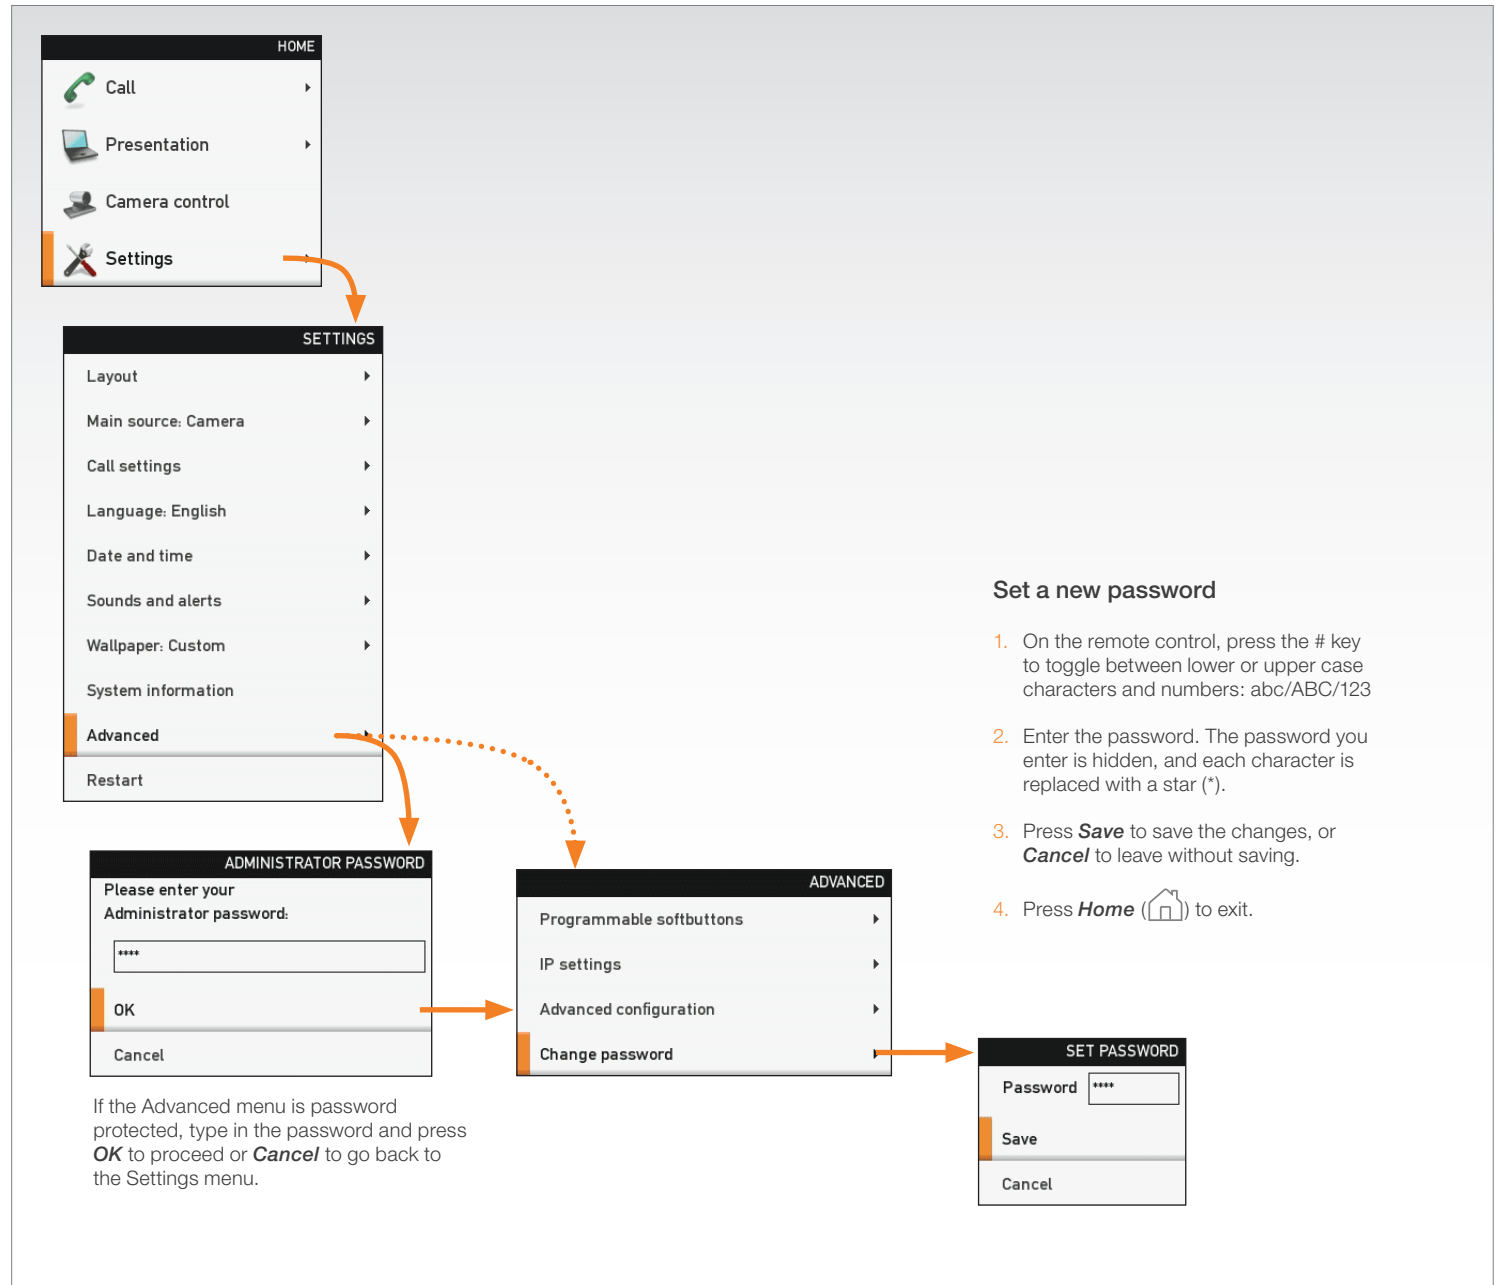 HOME
Call
Presentation
Camera control
Settings
SETTINGS
Layout
Main source: Camera
Call settings
Language: English
Date and time
Sounds and alerts
Wallpaper: Custom
System information
Advanced
Restart
ADMINISTRATOR PASSWORD
Please enter your
Administrator password:
****
OK
Cancel
If the Advanced menu is password
protected, type in the password and press
OK to proceed or Cancel to go back to
the Settings menu.
ADVANCED
Programmable softbuttons
IP settings
Advanced configuration
Change password
Set a new password
1. On the remote control, press the # key
to toggle between lower or upper case
characters and numbers: abc/ABC/123
2. Enter the password. The password you
enter is hidden, and each character is
replaced with a star (*).
3. Press Save to save the changes, or
Cancel to leave without saving.
4. Press Home ( ) to exit.
SET PASSWORD
Password ****
Save
Cancel